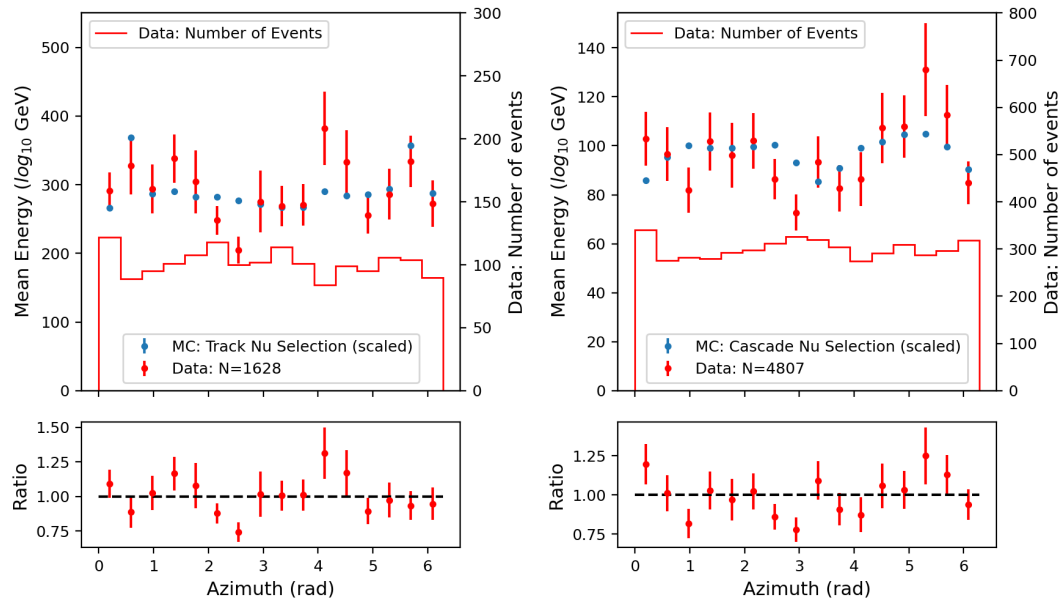 Data: Number of Events
Mean Energy (log10 GeV)
0
100
200
300
400
500
Data: Number of events
0
50
100
150
200
250
300
MC: Track Nu Selection (scaled)
Data: N=1628
Ratio
0.75
1.00
1.25
1.50
0 1 2 3 4 5 6
Azimuth (rad)
Data: Number of Events
Mean Energy (log10 GeV)
0
20
40
60
80
100
120
140
Data: Number of events
0
100
200
300
400
500
600
700
800
MC: Cascade Nu Selection (scaled)
Data: N=4807
Ratio
0.75
1.00
1.25
0 1 2 3 4 5 6
Azimuth (rad)